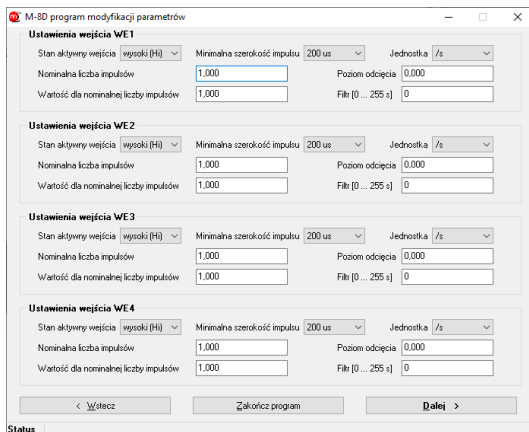 M-8D program modyfikacji parametrów
Ustawienia wejścia WE1
Stan aktywny wejścia wysoki (Hi) Minimalna szerokość impulsu 200 us Jednostka /s
Nominalna liczba impulsów 1,000 Poziom odcięcia 0,000
Wartość dla nominalnej liczby impulsów 1,000 Filtr [0 ... 255 s] 0
Ustawienia wejścia WE2
Stan aktywny wejścia wysoki (Hi) Minimalna szerokość impulsu 200 us Jednostka /s
Nominalna liczba impulsów 1,000 Poziom odcięcia 0,000
Wartość dla nominalnej liczby impulsów 1,000 Filtr [0 ... 255 s] 0
Ustawienia wejścia WE3
Stan aktywny wejścia wysoki (Hi) Minimalna szerokość impulsu 200 us Jednostka /s
Nominalna liczba impulsów 1,000 Poziom odcięcia 0,000
Wartość dla nominalnej liczby impulsów 1,000 Filtr [0 ... 255 s] 0
Ustawienia wejścia WE4
Stan aktywny wejścia wysoki (Hi) Minimalna szerokość impulsu 200 us Jednostka /s
Nominalna liczba impulsów 1,000 Poziom odcięcia 0,000
Wartość dla nominalnej liczby impulsów 1,000 Filtr [0 ... 255 s] 0
< Wstecz Zakończ program Dalej >
Status